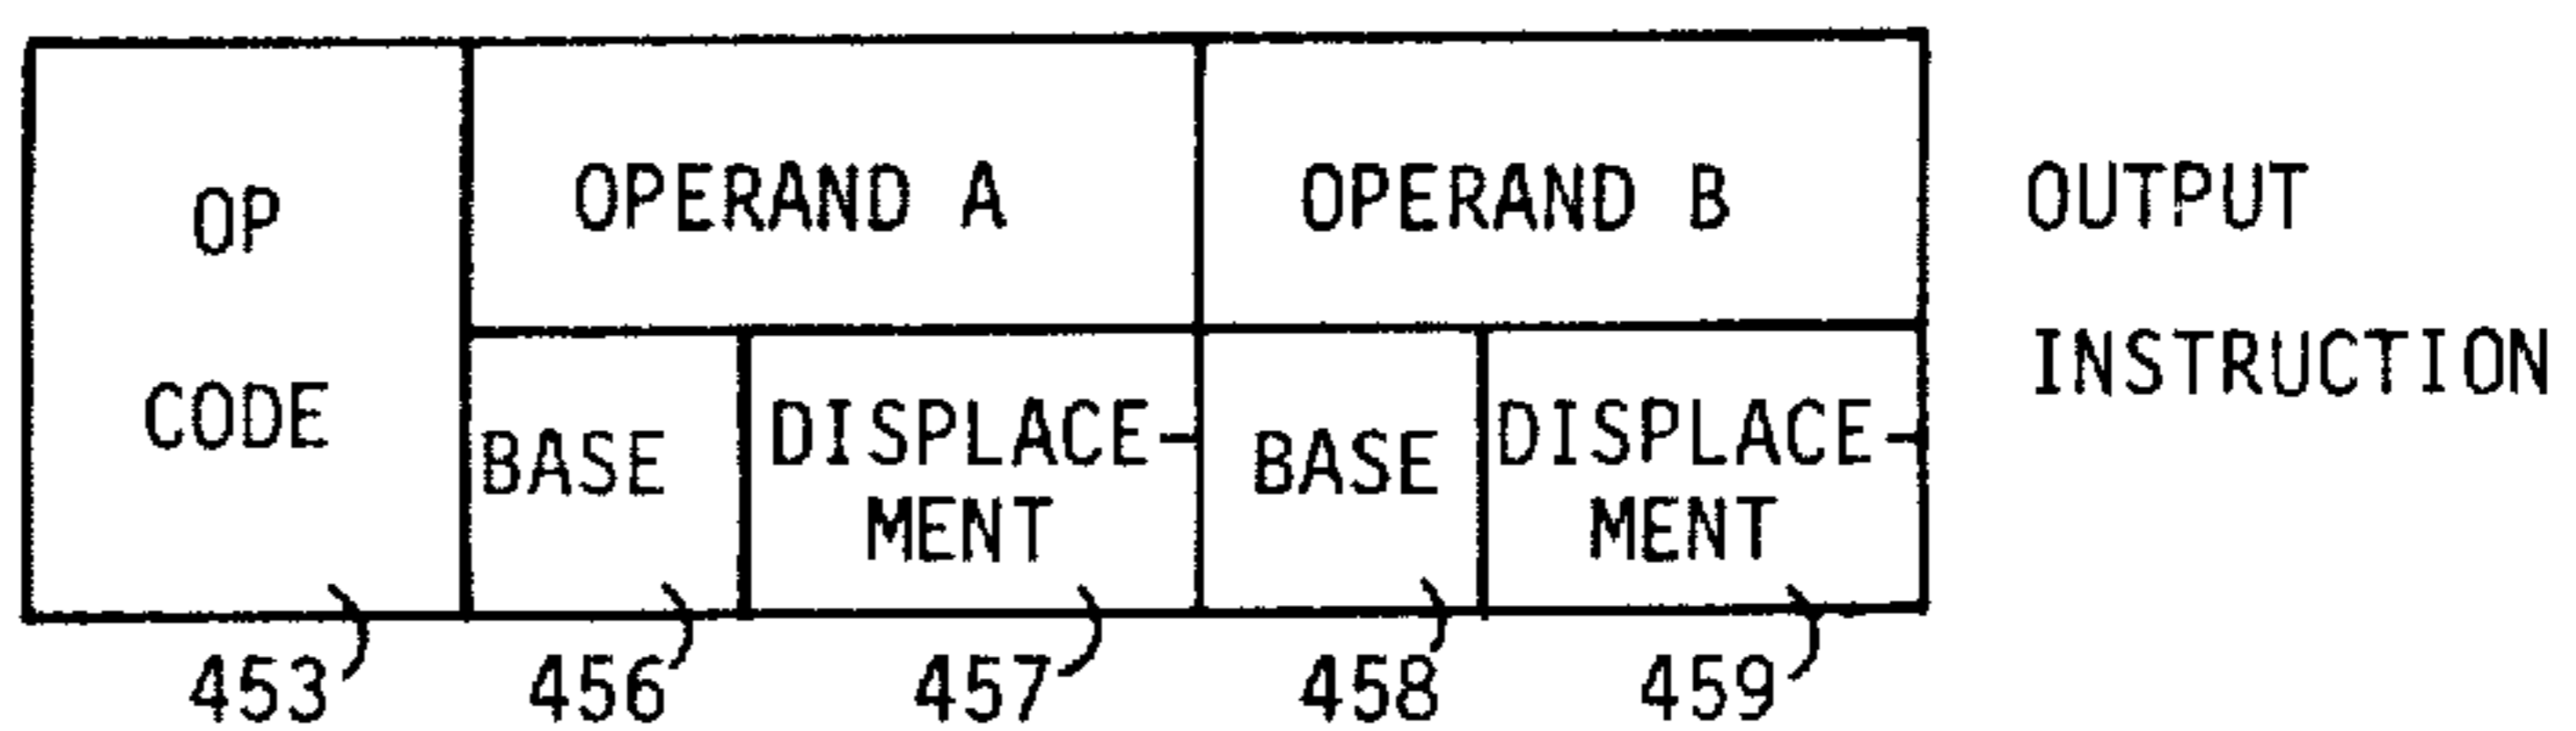 OP
CODE
OPERAND A
OPERAND B
BASE
DISPLACE-
MENT
BASE
DISPLACE-
MENT
OUTPUT
INSTRUCTION
453
456
457
458
459